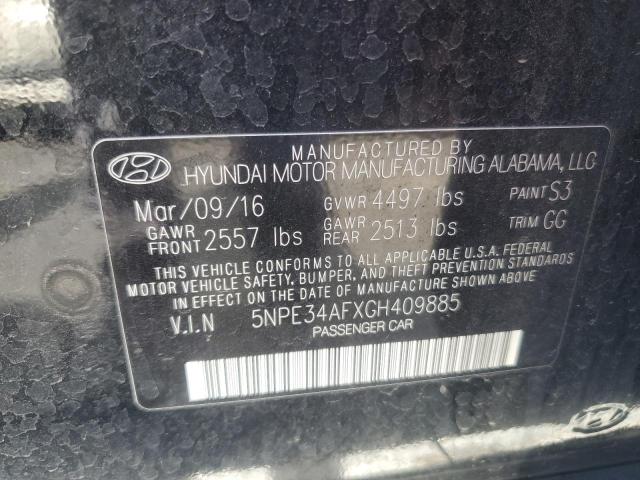 MANUFACTURED BY
HYUNDAI MOTOR MANUFACTURING ALABAMA, LLC
Mar/09/16 GVWR 4497 lbs PAINT S3
GAWR FRONT 2557 lbs GAWR REAR 2513 lbs TRIM GG
THIS VEHICLE CONFORMS TO ALL APPLICABLE U.S.A. FEDERAL
MOTOR VEHICLE SAFETY, BUMPER, AND THEFT PREVENTION STANDARDS
IN EFFECT ON THE DATE OF MANUFACTURE SHOWN ABOVE.
V.I.N 5NPE34AFXGH409885
PASSENGER CAR